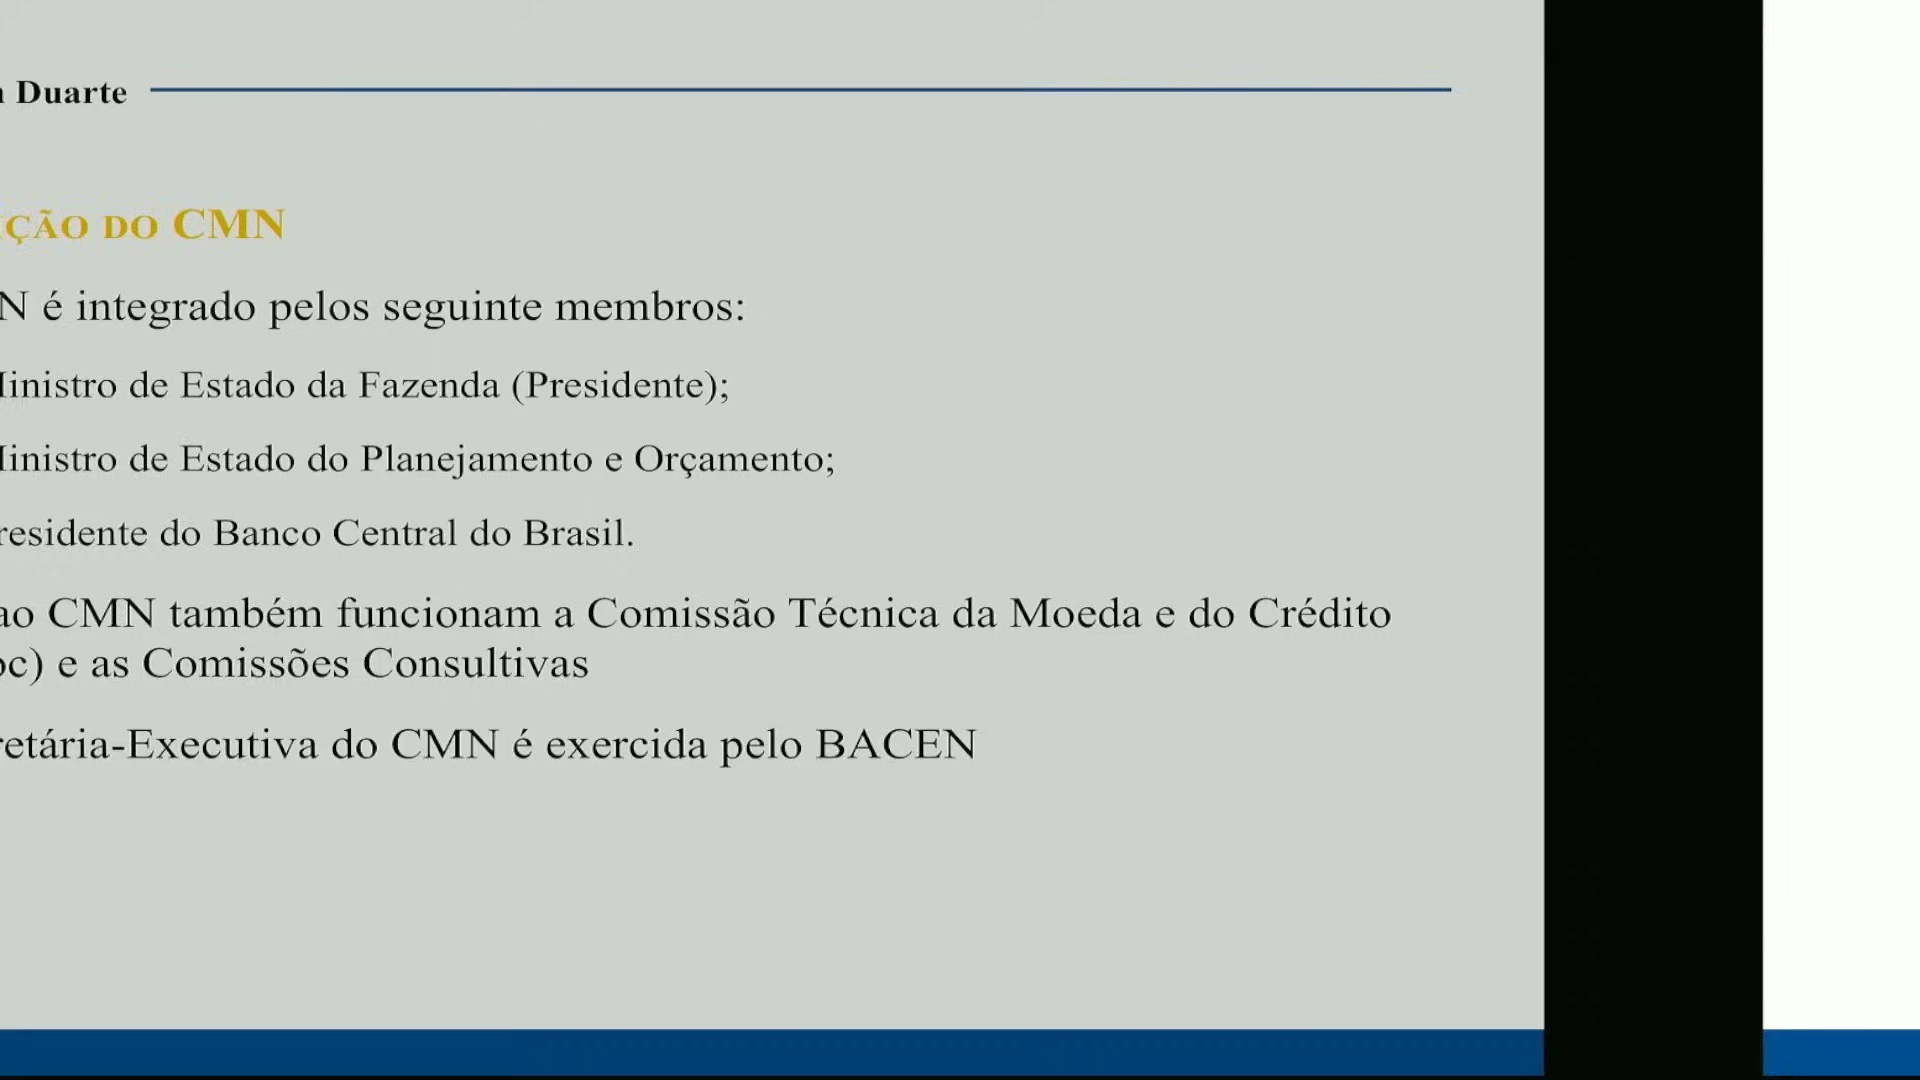 Duarte
ÇÃO DO CMN
N é integrado pelos seguinte membros:
inistro de Estado da Fazenda (Presidente);
inistro de Estado do Planejamento e Orçamento;
residente do Banco Central do Brasil.
ao CMN também funcionam a Comissão Técnica da Moeda e do Crédito
oc) e as Comissões Consultivas
retária-Executiva do CMN é exercida pelo BACEN